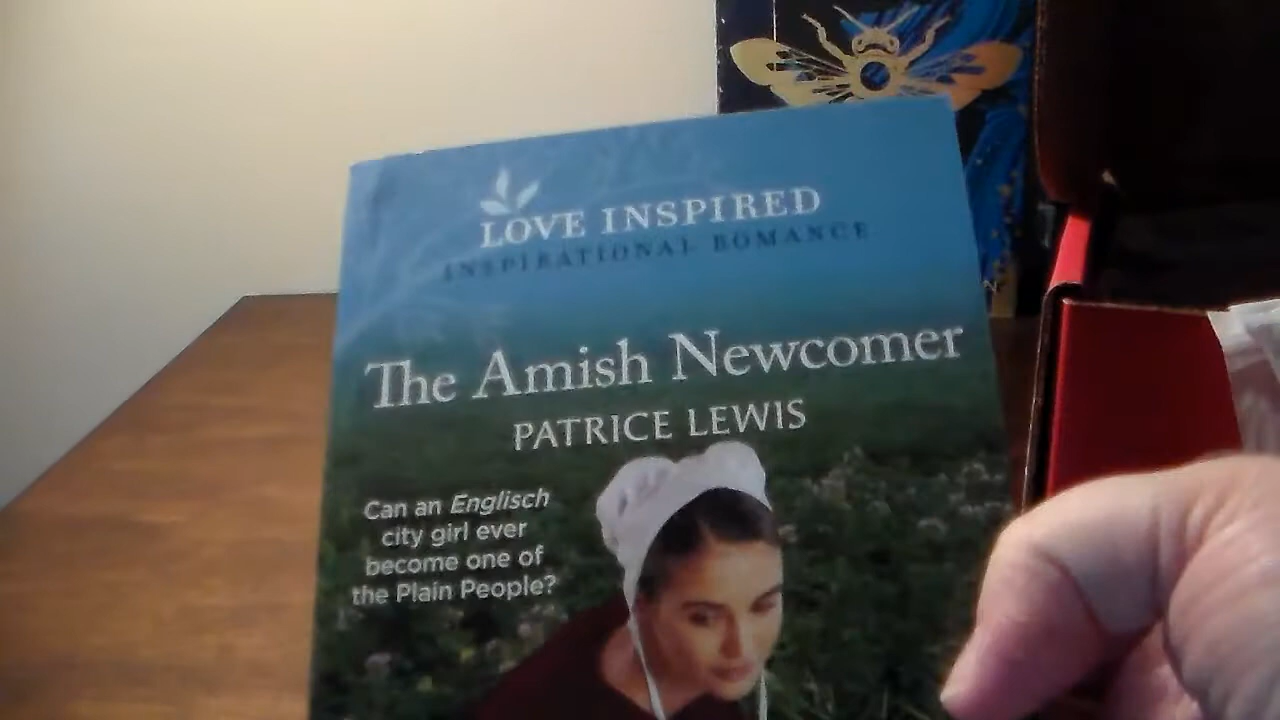 LOVE INSPIRED
INSPIRATIONAL ROMANCE
The Amish Newcomer
PATRICE LEWIS
Can an Englisch
city girl ever
become one of
the Plain People?